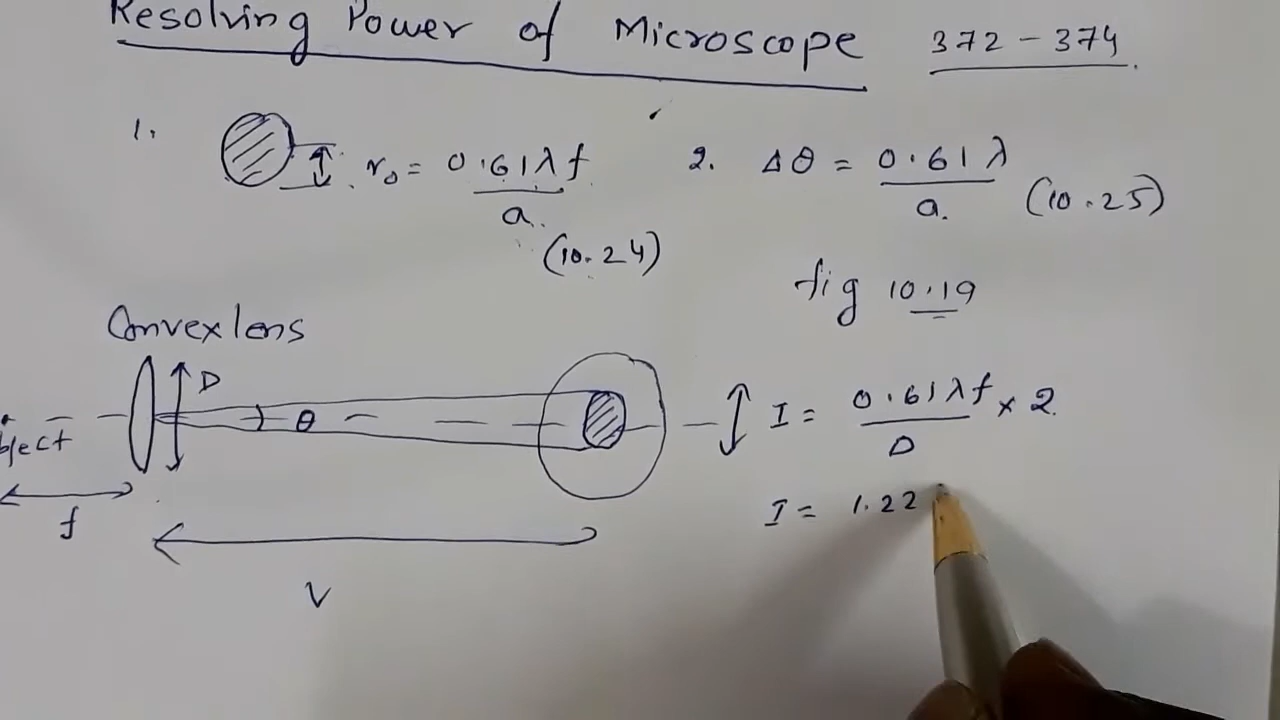 Resolving Power of Microscope 372-374
1. r₀ = 0.61λf / a. (10.24)
2. Δθ = 0.61λ / a. (10.25)
fig 10.19
Convex lens
D
θ
I = 0.61λf / D × 2
bject
f
I = 1.22
V